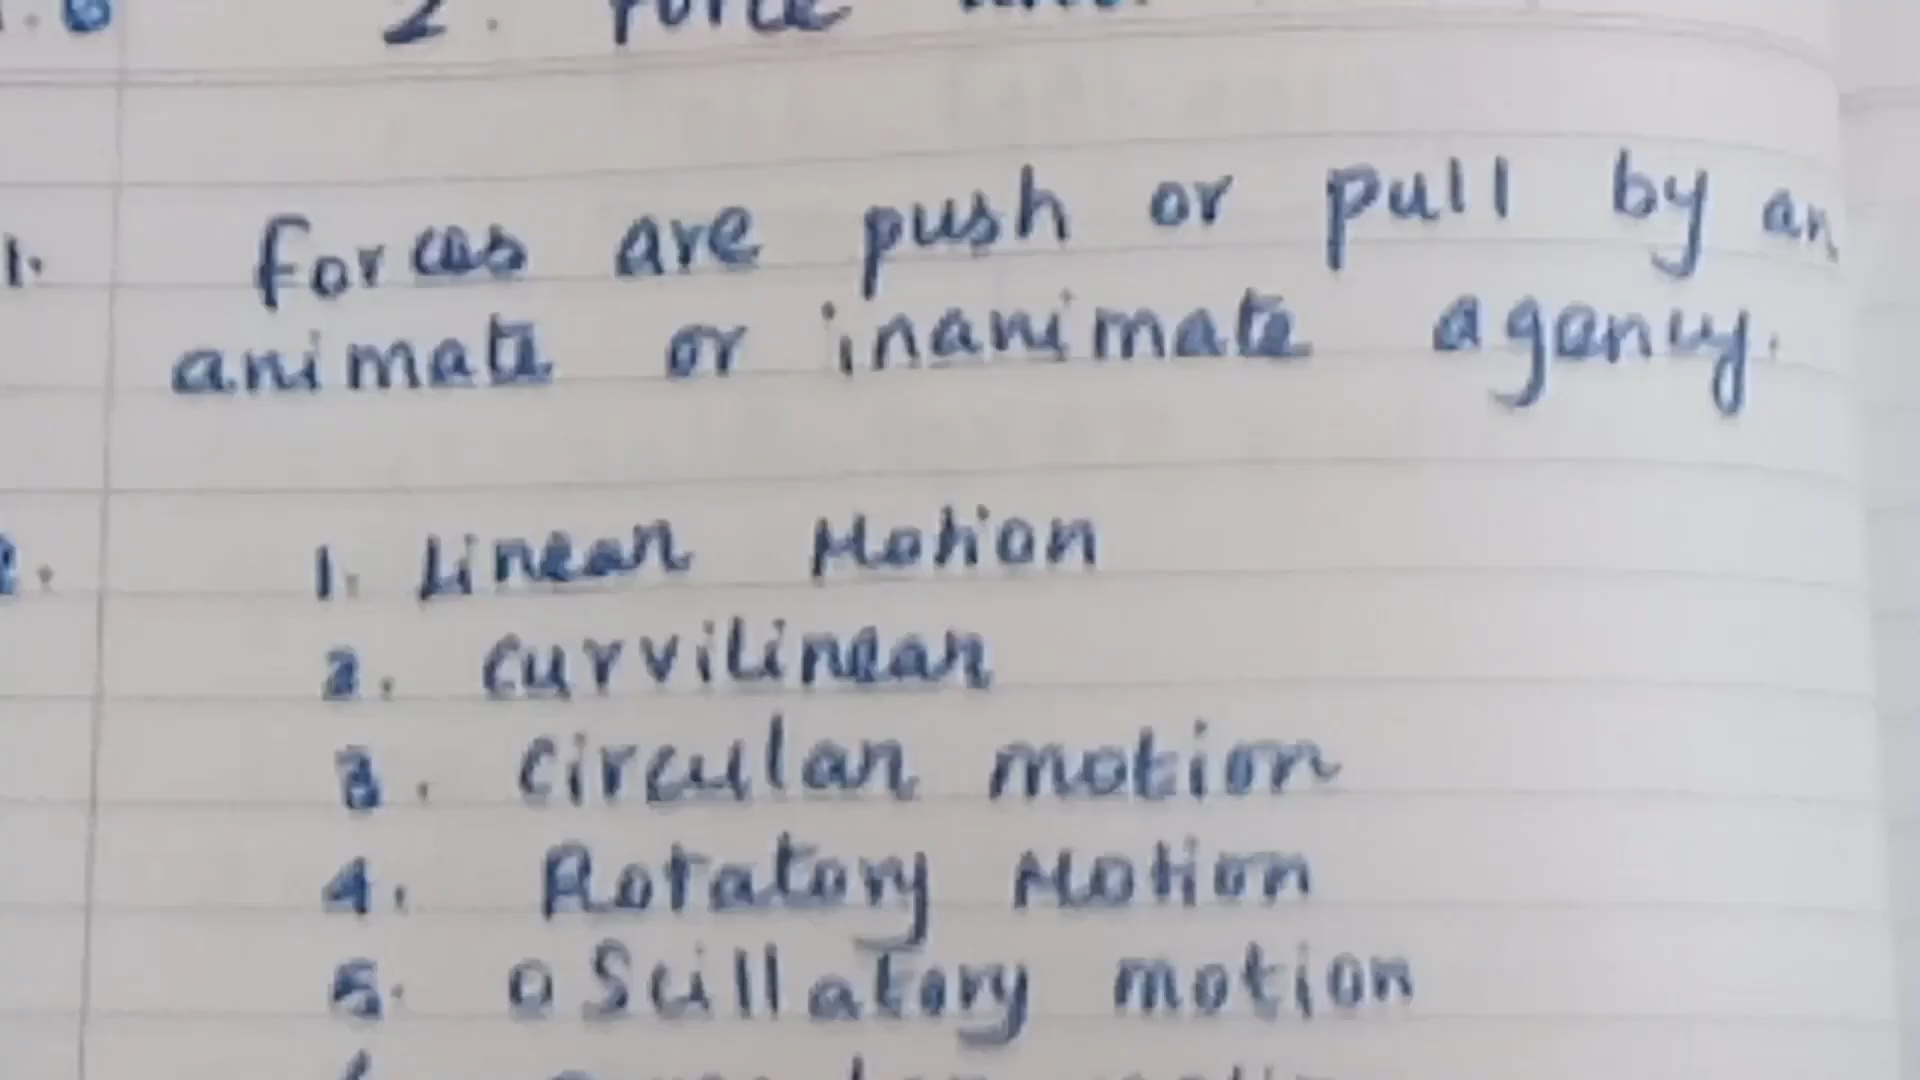 2. Force and
1. Forces are push or pull by an
animate or inanimate agency.
1. Linear Motion
2. Curvilinear
3. Circular motion
4. Rotatory Motion
5. oscillatory motion